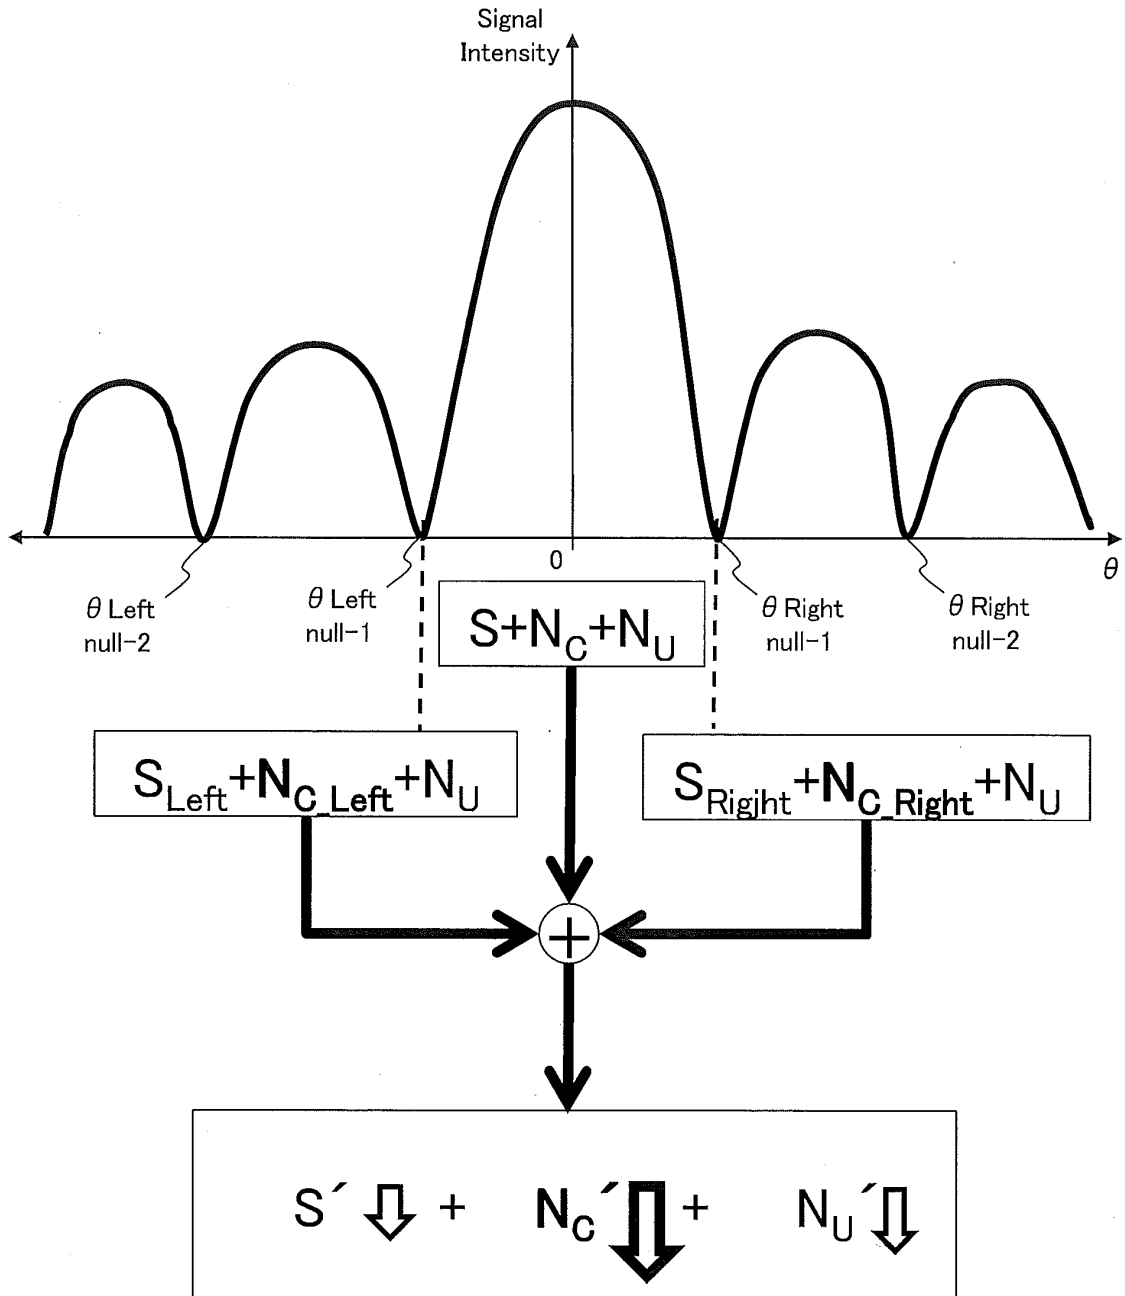 Signal
Intensity
0
θ
θ Left
null-2
θ Left
null-1
θ Right
null-1
θ Right
null-2
S+N_C+N_U
S_Left+N_C_Left+N_U
S_Rigjht+N_C_Right+N_U
+
S´ + N_C´ + N_U´